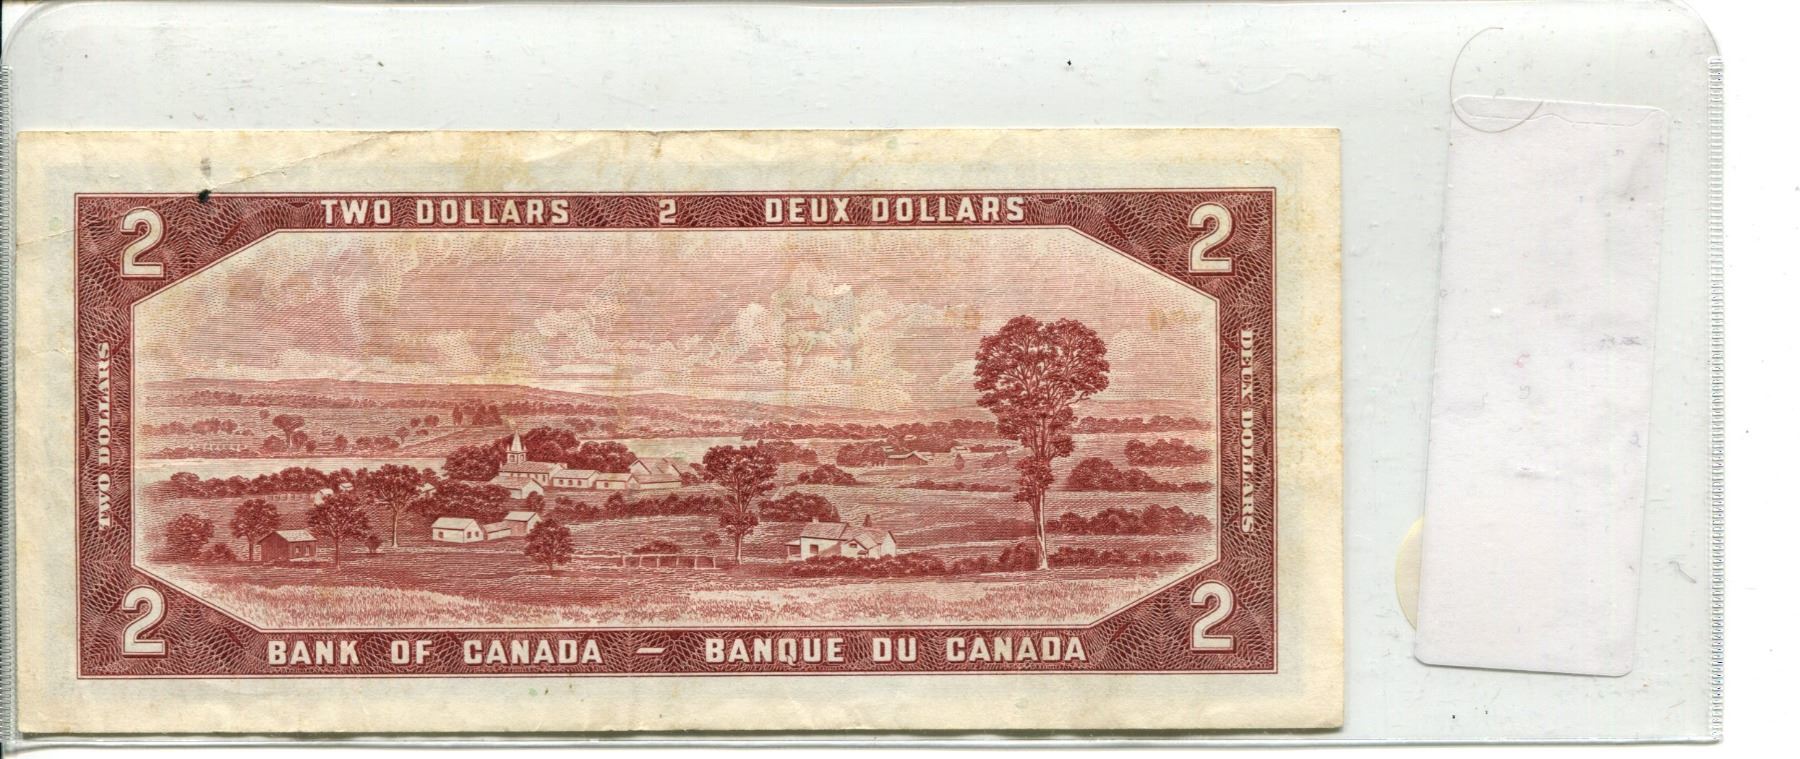 TWO DOLLARS 2 DEUX DOLLARS
2 2
TWO DOLLARS
DEUX DOLLARS
2 2
BANK OF CANADA – BANQUE DU CANADA